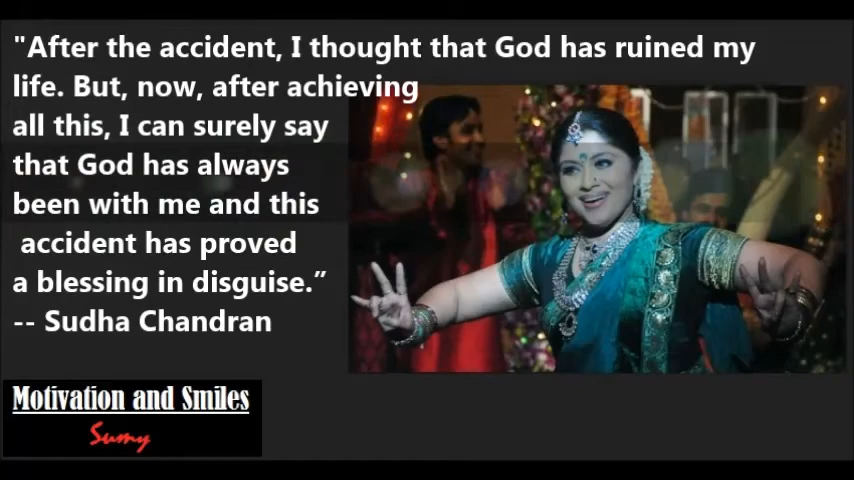 "After the accident, I thought that God has ruined my
life. But, now, after achieving
all this, I can surely say
that God has always
been with me and this
accident has proved
a blessing in disguise.”
-- Sudha Chandran
Motivation and Smiles
Sumy